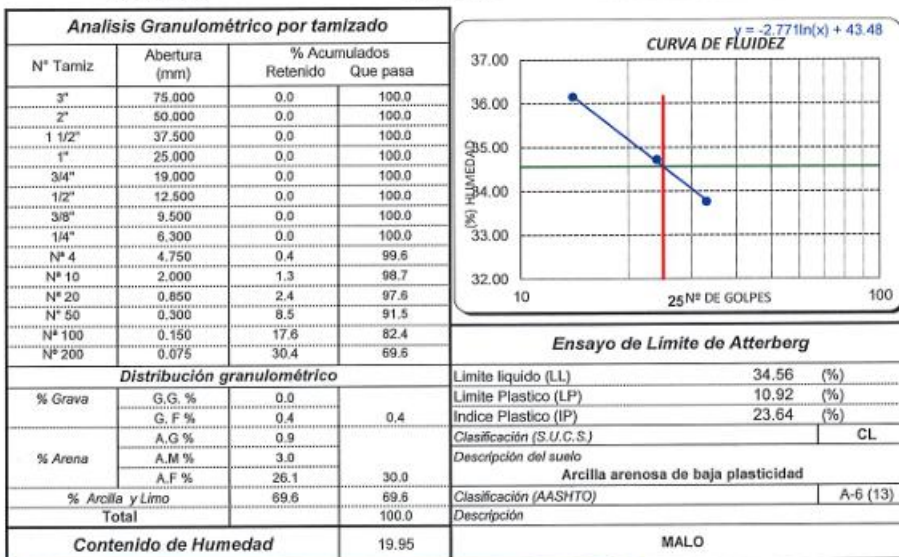 Analisis Granulométrico por tamizado
N° Tamiz Abertura (mm) % Acumulados Retenido Que pasa
3" 75.000 0.0 100.0
2" 50.000 0.0 100.0
1 1/2" 37.500 0.0 100.0
1" 25.000 0.0 100.0
3/4" 19.000 0.0 100.0
1/2" 12.500 0.0 100.0
3/8" 9.500 0.0 100.0
1/4" 6.300 0.0 100.0
Nª 4 4.750 0.4 99.6
Nª 10 2.000 1.3 98.7
Nª 20 0.850 2.4 97.6
N° 50 0.300 8.5 91.5
Nª 100 0.150 17.6 82.4
Nª 200 0.075 30.4 69.6
Distribución granulométrico
% Grava G.G. % 0.0
G. F % 0.4 0.4
% Arena A.G % 0.9
A.M % 3.0
A.F % 26.1 30.0
% Arcilla y Limo 69.6 69.6
Total 100.0
Contenido de Humedad 19.95
y = -2.771ln(x) + 43.48
CURVA DE FLUIDEZ
37.00
36.00
35.00
34.00
33.00
32.00
(%) HUMEDAD
10 25 Nº DE GOLPES 100
Ensayo de Límite de Atterberg
Limite liquido (LL) 34.56 (%)
Limite Plastico (LP) 10.92 (%)
Indice Plastico (IP) 23.64 (%)
Clasificación (S.U.C.S.) CL
Descripción del suelo
Arcilla arenosa de baja plasticidad
Clasificación (AASHTO) A-6 (13)
Descripción
MALO